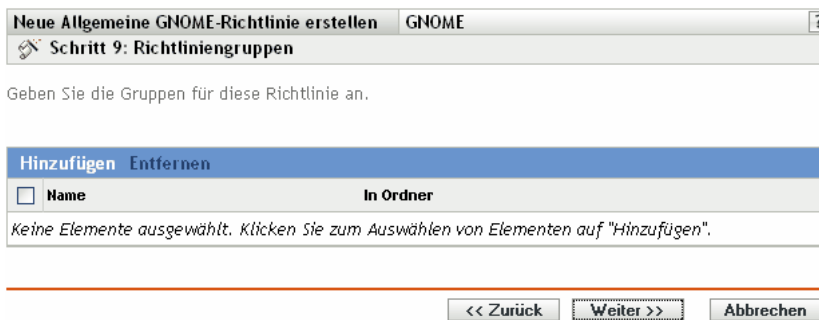 Neue Allgemeine GNOME-Richtlinie erstellen GNOME ?
Schritt 9: Richtliniengruppen
Geben Sie die Gruppen für diese Richtlinie an.
Hinzufügen Entfernen
Name In Ordner
Keine Elemente ausgewählt. Klicken Sie zum Auswählen von Elementen auf "Hinzufügen".
<< Zurück Weiter >> Abbrechen